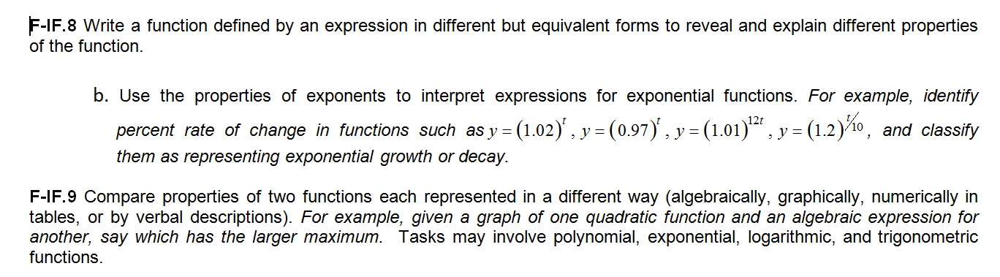 F-IF.8 Write a function defined by an expression in different but equivalent forms to reveal and explain different properties
of the function.
b. Use the properties of exponents to interpret expressions for exponential functions. For example, identify
percent rate of change in functions such as y = (1.02)^t , y = (0.97)^t , y = (1.01)^12t , y = (1.2)^t/10 , and classify
them as representing exponential growth or decay.
F-IF.9 Compare properties of two functions each represented in a different way (algebraically, graphically, numerically in
tables, or by verbal descriptions). For example, given a graph of one quadratic function and an algebraic expression for
another, say which has the larger maximum. Tasks may involve polynomial, exponential, logarithmic, and trigonometric
functions.